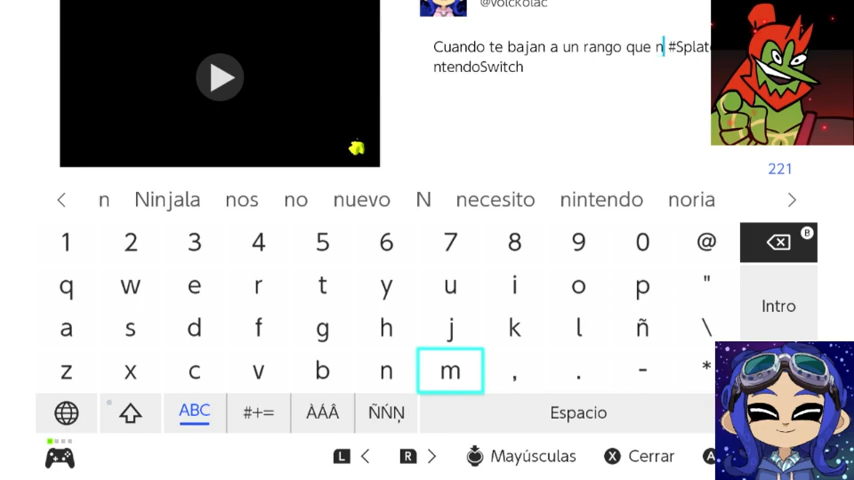 @volckolac
Cuando te bajan a un rango que n #Splat
ntendoSwitch
221
< n Ninjala nos no nuevo N necesito nintendo noria >
1 2 3 4 5 6 7 8 9 0 @
q w e r t y u i o p "
a s d f g h j k l ñ \
z x c v b n m , . - *
B
Intro
ABC #+= ÀÁÂ ÑŃŅ Espacio
L < R > Mayúsculas X Cerrar A